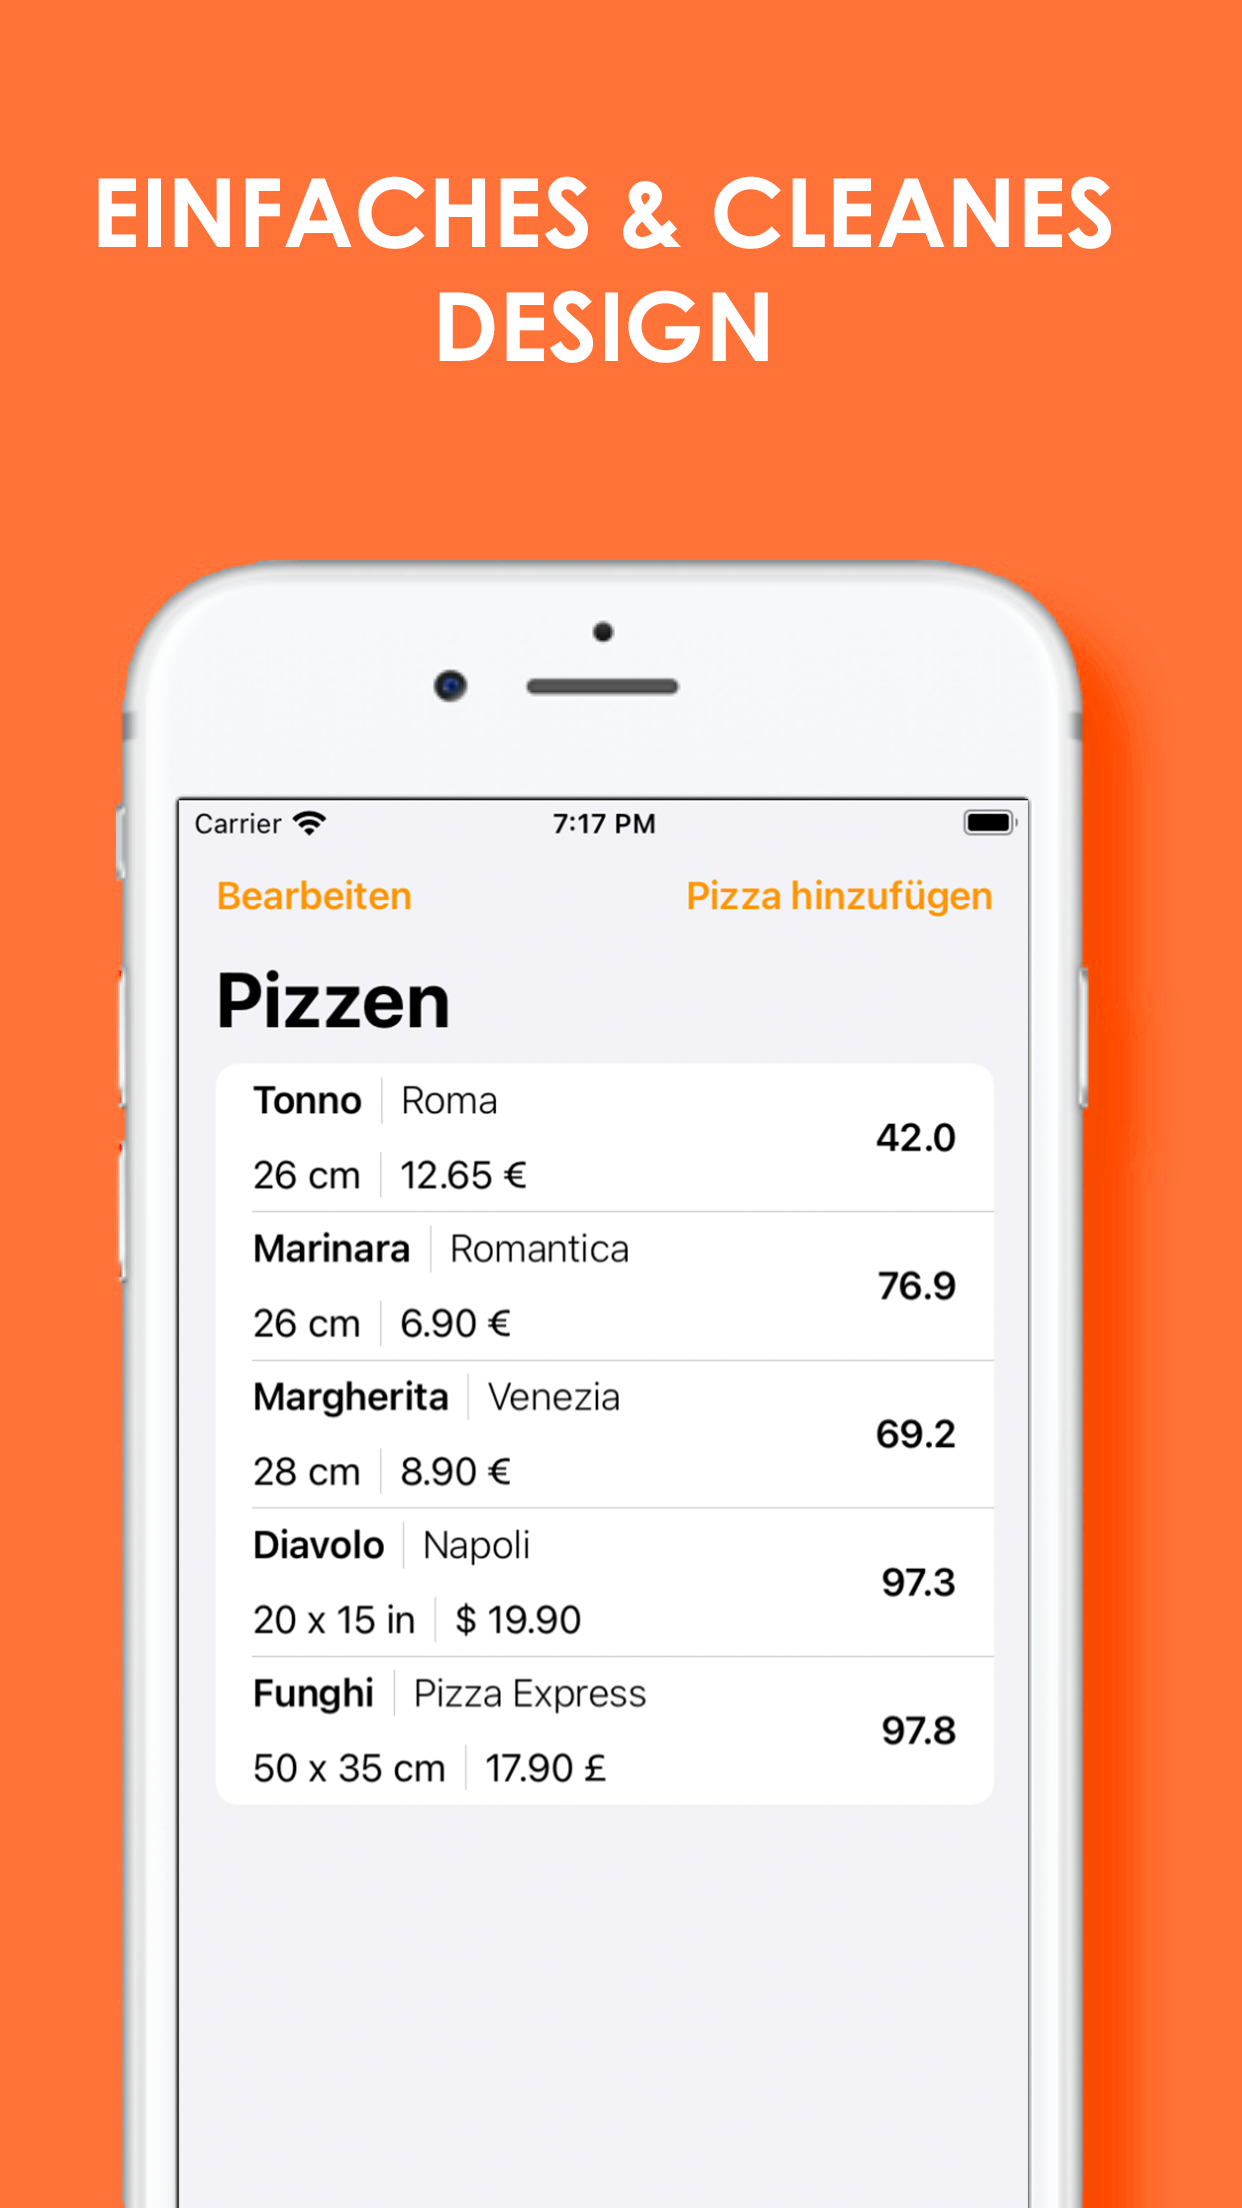 EINFACHES & CLEANES
DESIGN
Carrier 7:17 PM
Bearbeiten Pizza hinzufügen
Pizzen
Tonno Roma
42.0
26 cm 12.65 €
Marinara Romantica
76.9
26 cm 6.90 €
Margherita Venezia
69.2
28 cm 8.90 €
Diavolo Napoli
97.3
20 x 15 in $ 19.90
Funghi Pizza Express
97.8
50 x 35 cm 17.90 £